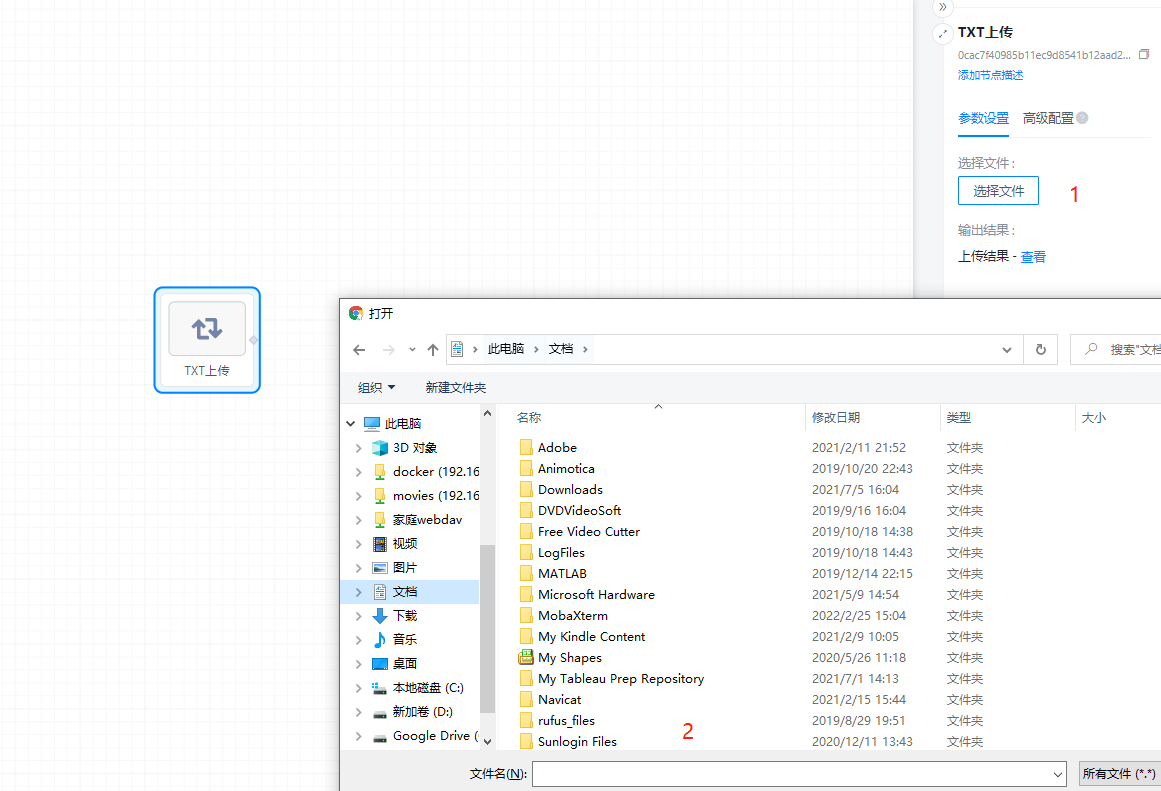 TXT上传
0cac7f40985b11ec9d8541b12aad2...
添加节点描述
参数设置 高级配置 ?
选择文件:
选择文件
1
输出结果:
上传结果 - 查看
TXT上传
打开
此电脑 文档
搜索"文档
组织 新建文件夹
此电脑
3D 对象
docker (192.16
movies (192.16
家庭webdav
视频
图片
文档
下载
音乐
桌面
本地磁盘 (C:)
新加卷 (D:)
Google Drive (
名称 修改日期 类型 大小
Adobe 2021/2/11 21:52 文件夹
Animotica 2019/10/20 22:43 文件夹
Downloads 2021/7/5 16:04 文件夹
DVDVideoSoft 2019/9/16 16:04 文件夹
Free Video Cutter 2019/10/18 14:38 文件夹
LogFiles 2019/10/18 14:43 文件夹
MATLAB 2019/12/14 22:15 文件夹
Microsoft Hardware 2021/5/9 14:54 文件夹
MobaXterm 2022/2/25 15:04 文件夹
My Kindle Content 2021/2/9 10:05 文件夹
My Shapes 2020/5/26 11:18 文件夹
My Tableau Prep Repository 2021/7/1 14:13 文件夹
Navicat 2021/2/15 15:44 文件夹
rufus_files 2019/8/29 19:51 文件夹
Sunlogin Files 2020/12/11 13:43 文件夹
2
文件名(N): 所有文件 (*.*)